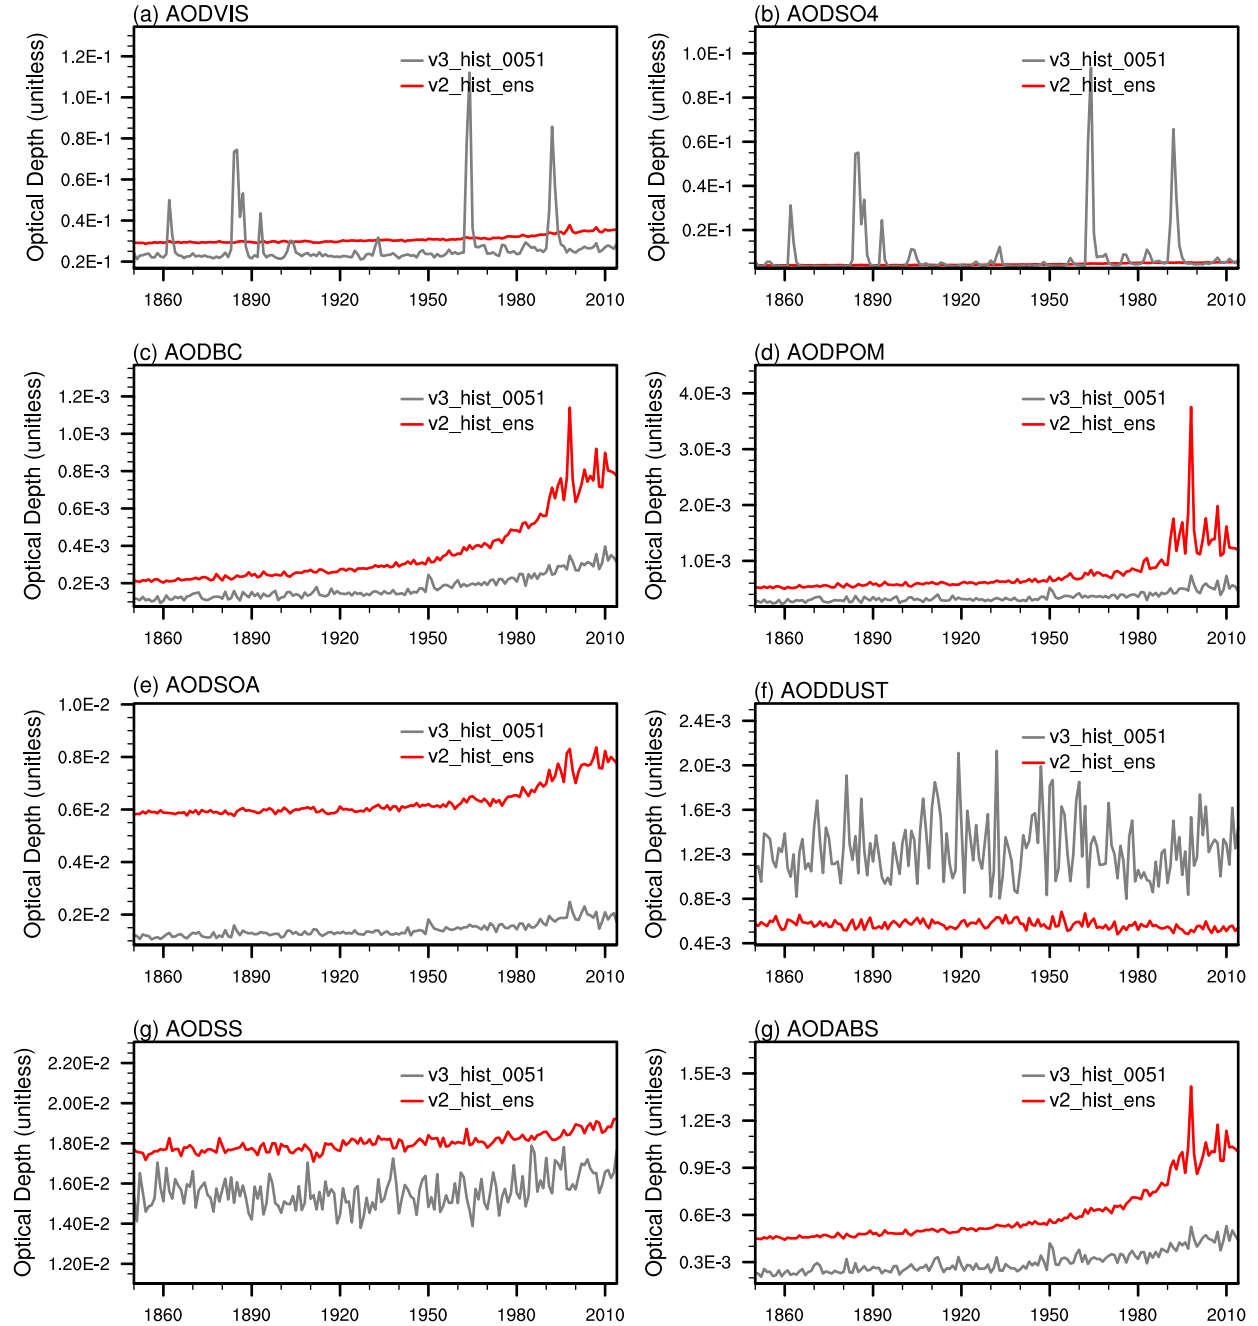 (a) AODVIS
Optical Depth (unitless)
1.2E-1
1.0E-1
0.8E-1
0.6E-1
0.4E-1
0.2E-1
v3_hist_0051
v2_hist_ens
1860 1890 1920 1950 1980 2010
(b) AODSO4
Optical Depth (unitless)
1.0E-1
0.8E-1
0.6E-1
0.4E-1
0.2E-1
v3_hist_0051
v2_hist_ens
1860 1890 1920 1950 1980 2010
(c) AODBC
Optical Depth (unitless)
1.2E-3
1.0E-3
0.8E-3
0.6E-3
0.4E-3
0.2E-3
v3_hist_0051
v2_hist_ens
1860 1890 1920 1950 1980 2010
(d) AODPOM
Optical Depth (unitless)
4.0E-3
3.0E-3
2.0E-3
1.0E-3
v3_hist_0051
v2_hist_ens
1860 1890 1920 1950 1980 2010
(e) AODSOA
Optical Depth (unitless)
1.0E-2
0.8E-2
0.6E-2
0.4E-2
0.2E-2
v3_hist_0051
v2_hist_ens
1860 1890 1920 1950 1980 2010
(f) AODDUST
Optical Depth (unitless)
2.4E-3
2.0E-3
1.6E-3
1.2E-3
0.8E-3
0.4E-3
v3_hist_0051
v2_hist_ens
1860 1890 1920 1950 1980 2010
(g) AODSS
Optical Depth (unitless)
2.20E-2
2.00E-2
1.80E-2
1.60E-2
1.40E-2
1.20E-2
v3_hist_0051
v2_hist_ens
1860 1890 1920 1950 1980 2010
(g) AODABS
Optical Depth (unitless)
1.5E-3
1.2E-3
0.9E-3
0.6E-3
0.3E-3
v3_hist_0051
v2_hist_ens
1860 1890 1920 1950 1980 2010